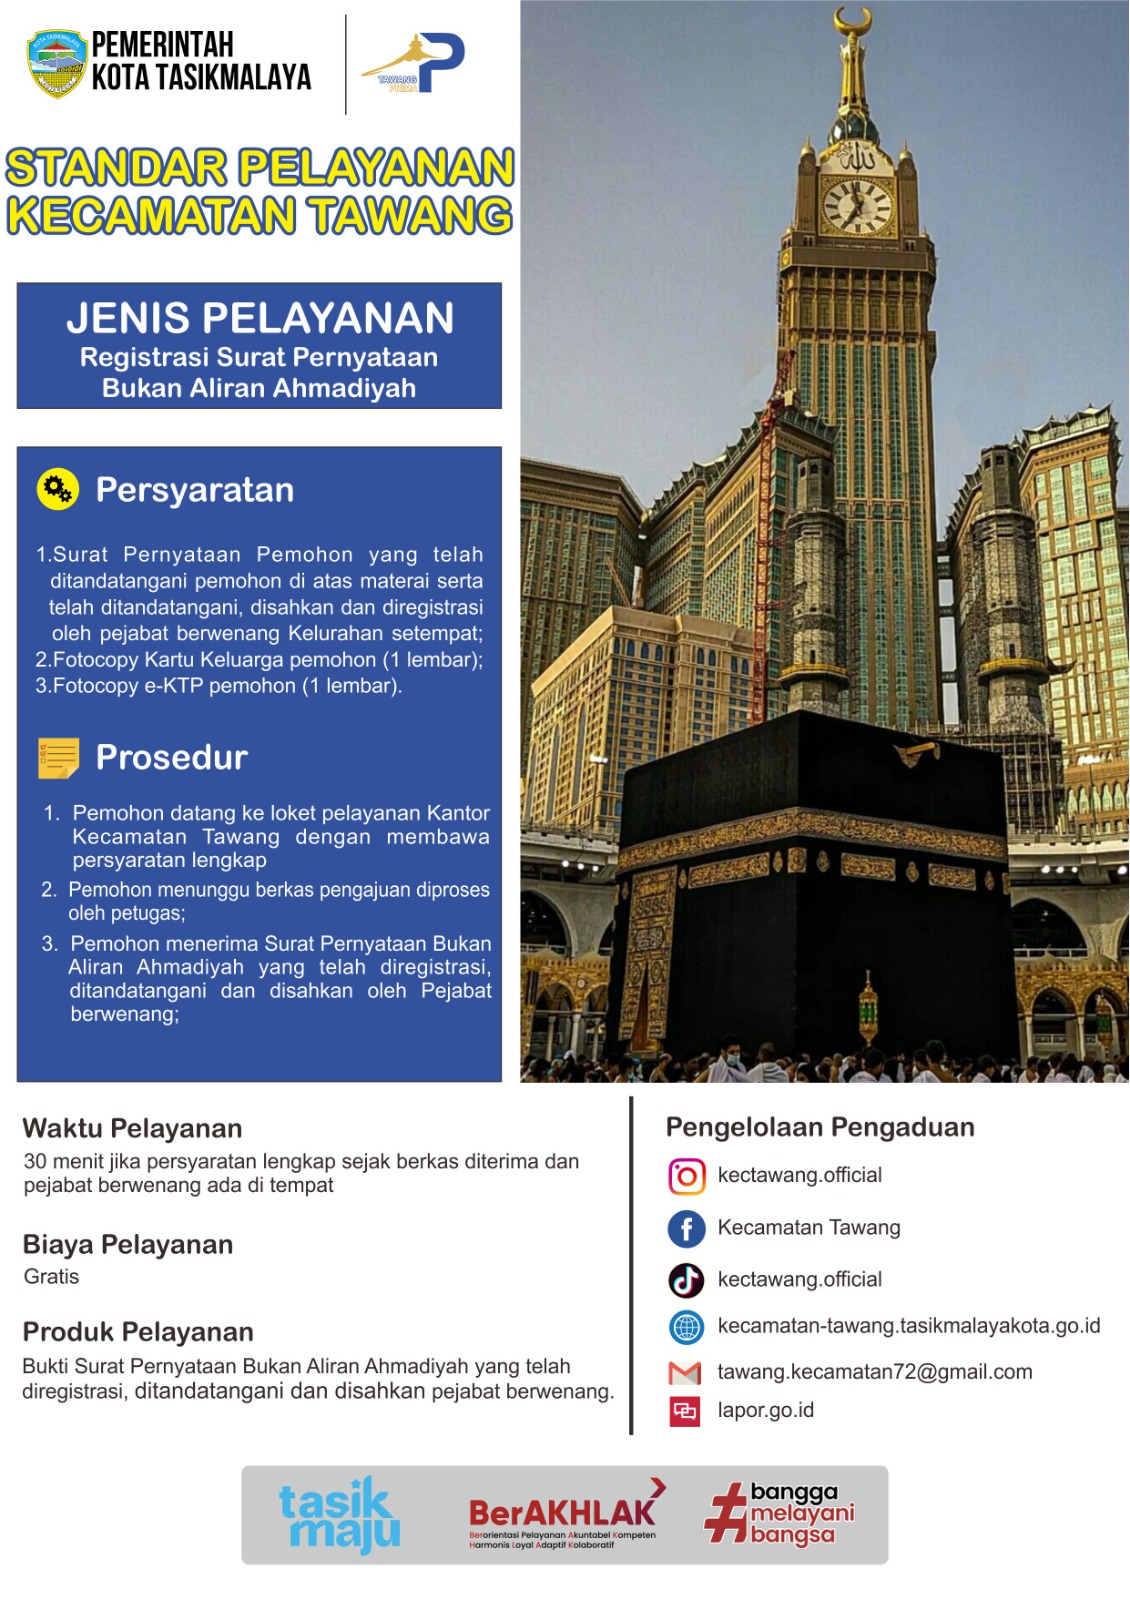 PEMERINTAH
KOTA TASIKMALAYA
TAWANG
PRIMA
STANDAR PELAYANAN
KECAMATAN TAWANG
JENIS PELAYANAN
Registrasi Surat Pernyataan
Bukan Aliran Ahmadiyah
Persyaratan
1.Surat Pernyataan Pemohon yang telah
ditandatangani pemohon di atas materai serta
telah ditandatangani, disahkan dan diregistrasi
oleh pejabat berwenang Kelurahan setempat;
2.Fotocopy Kartu Keluarga pemohon (1 lembar);
3.Fotocopy e-KTP pemohon (1 lembar).
Prosedur
1. Pemohon datang ke loket pelayanan Kantor
Kecamatan Tawang dengan membawa
persyaratan lengkap
2. Pemohon menunggu berkas pengajuan diproses
oleh petugas;
3. Pemohon menerima Surat Pernyataan Bukan
Aliran Ahmadiyah yang telah diregistrasi,
ditandatangani dan disahkan oleh Pejabat
berwenang;
Waktu Pelayanan
30 menit jika persyaratan lengkap sejak berkas diterima dan
pejabat berwenang ada di tempat
Biaya Pelayanan
Gratis
Produk Pelayanan
Bukti Surat Pernyataan Bukan Aliran Ahmadiyah yang telah
diregistrasi, ditandatangani dan disahkan pejabat berwenang.
Pengelolaan Pengaduan
kectawang.official
Kecamatan Tawang
kectawang.official
kecamatan-tawang.tasikmalayakota.go.id
tawang.kecamatan72@gmail.com
lapor.go.id
tasik
maju
BerAKHLAK
Berorientasi Pelayanan Akuntabel Kompeten
Harmonis Loyal Adaptif Kolaboratif
#bangga
melayani
bangsa